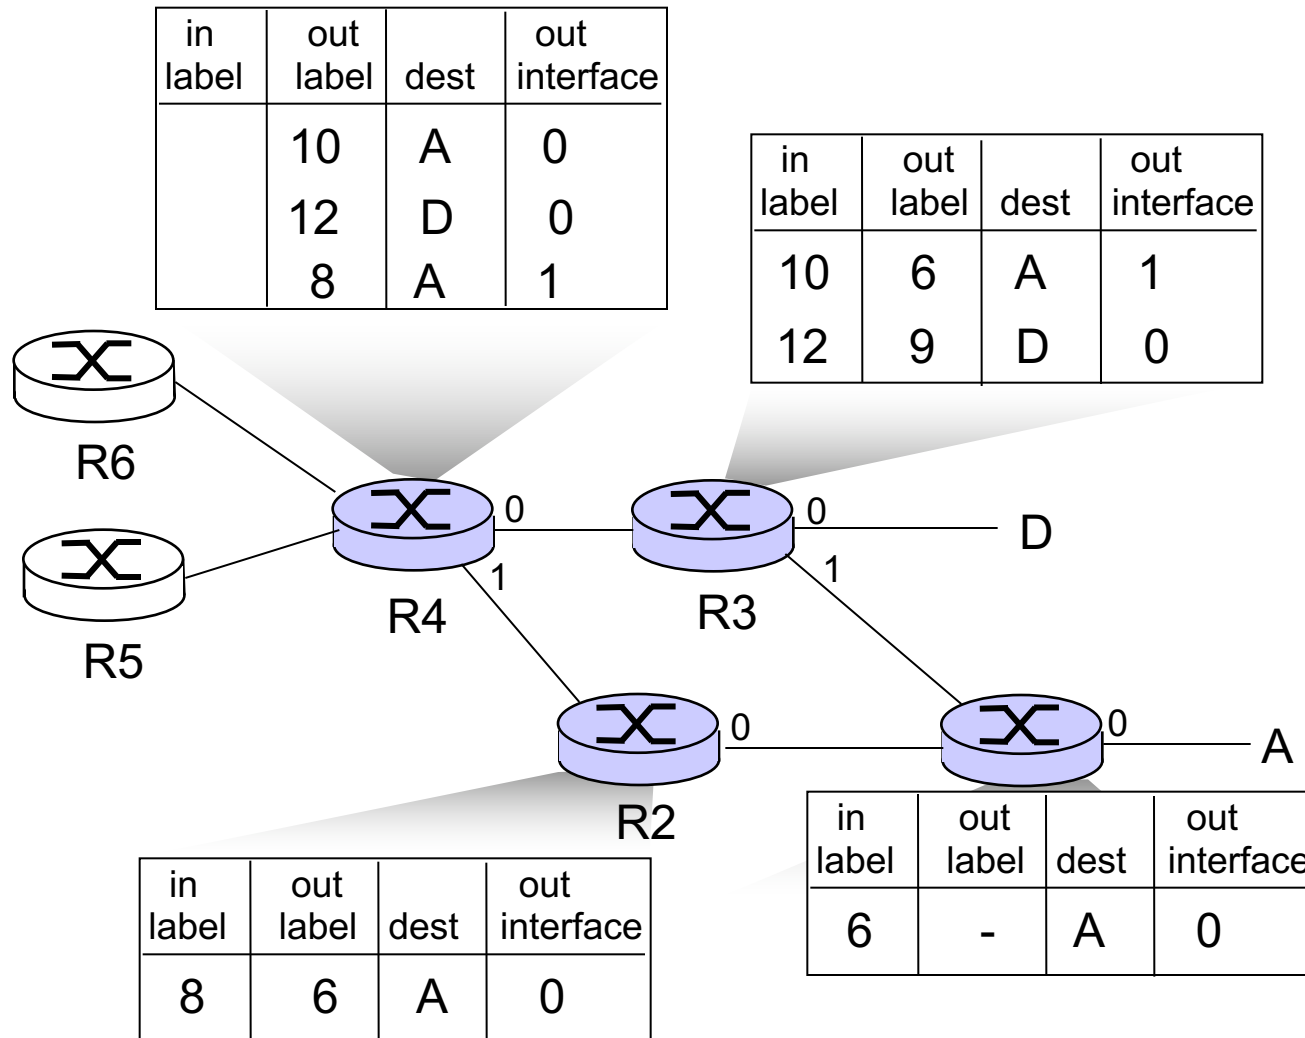 in out out
label label dest interface
10 A 0
12 D 0
8 A 1
in out out
label label dest interface
10 6 A 1
12 9 D 0
R6
R5
R4
0
1
R3
0
1
D
R2
0
0
A
in out out
label label dest interface
8 6 A 0
in out out
label label dest interface
6 - A 0